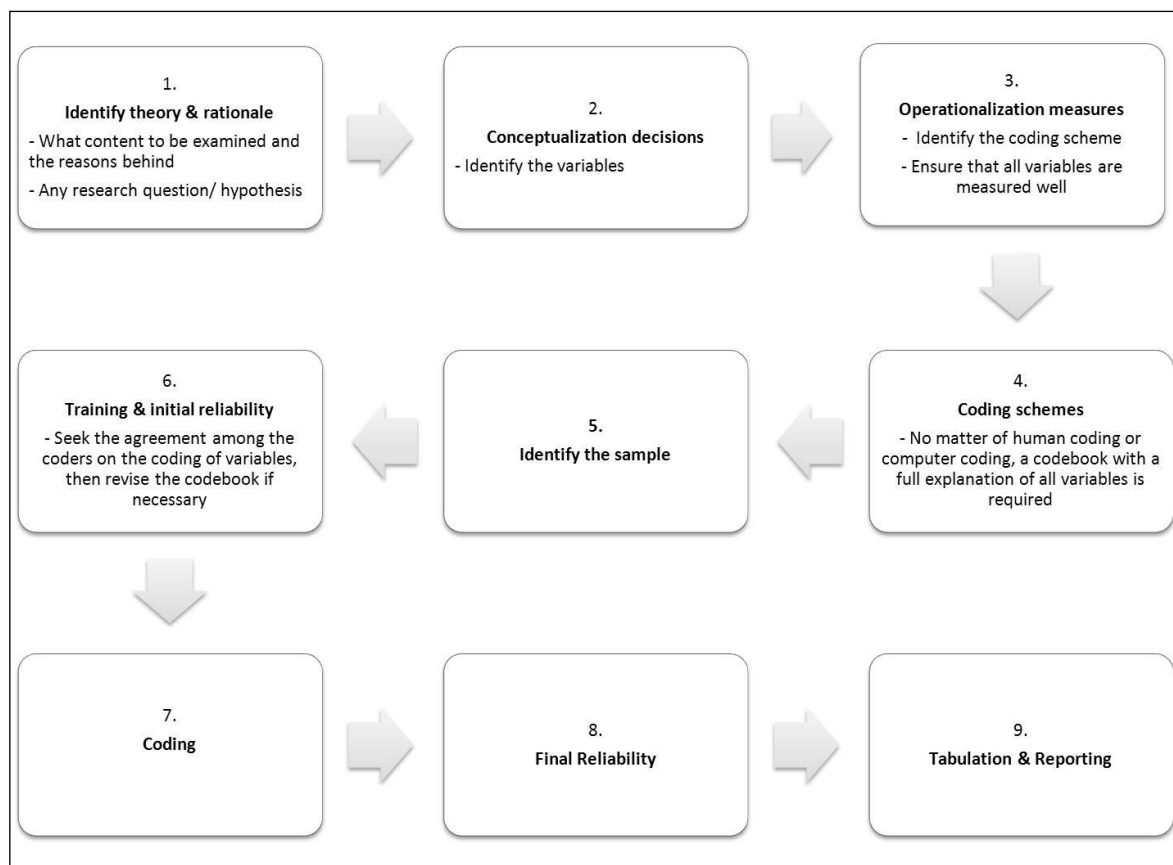 1.
Identify theory & rationale
- What content to be examined and
the reasons behind
- Any research question/ hypothesis
2.
Conceptualization decisions
- Identify the variables
3.
Operationalization measures
- Identify the coding scheme
- Ensure that all variables are
measured well
4.
Coding schemes
- No matter of human coding or
computer coding, a codebook with a
full explanation of all variables is
required
5.
Identify the sample
6.
Training & initial reliability
- Seek the agreement among the
coders on the coding of variables,
then revise the codebook if
necessary
7.
Coding
8.
Final Reliability
9.
Tabulation & Reporting